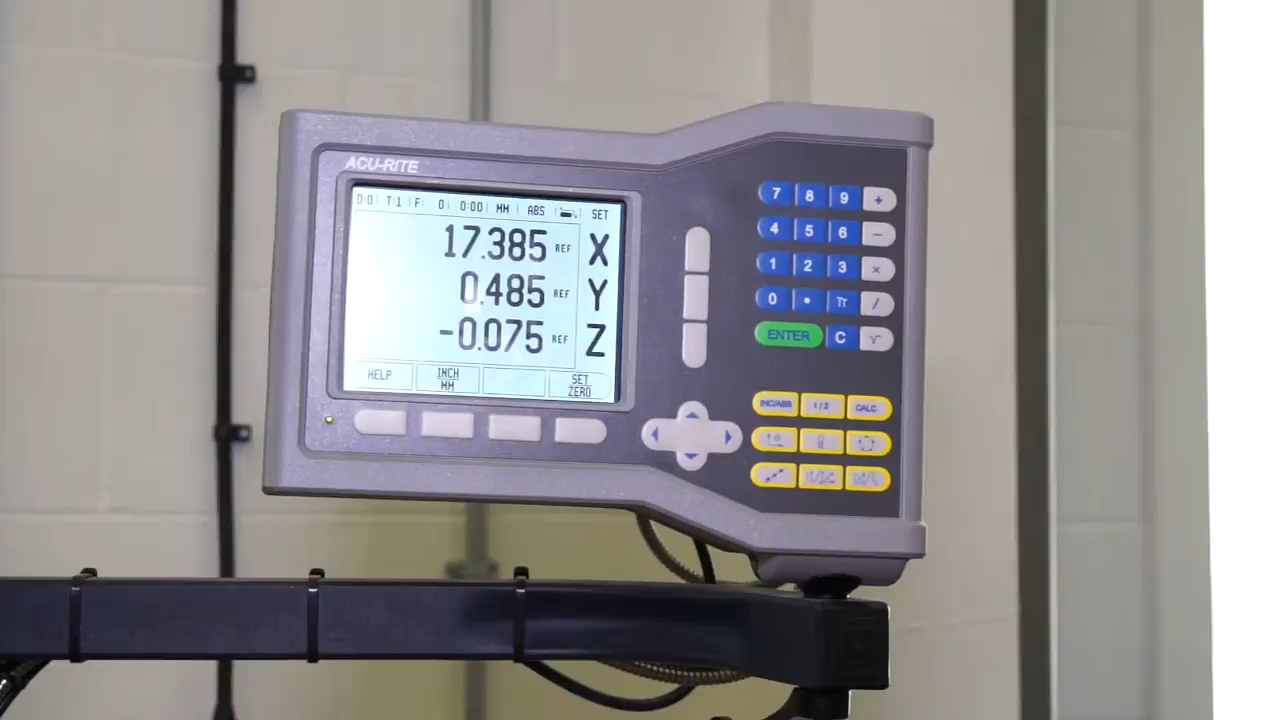 ACU-RITE
D:0 T:1 F: 0 0:00 MM ABS SET
17.385 REF X
0.485 REF Y
-0.075 REF Z
HELP
INCH
MM
SET
ZERO
7 8 9 +
4 5 6 −
1 2 3 ×
0 • π /
ENTER C √
INC/ABS 1/2 CALC